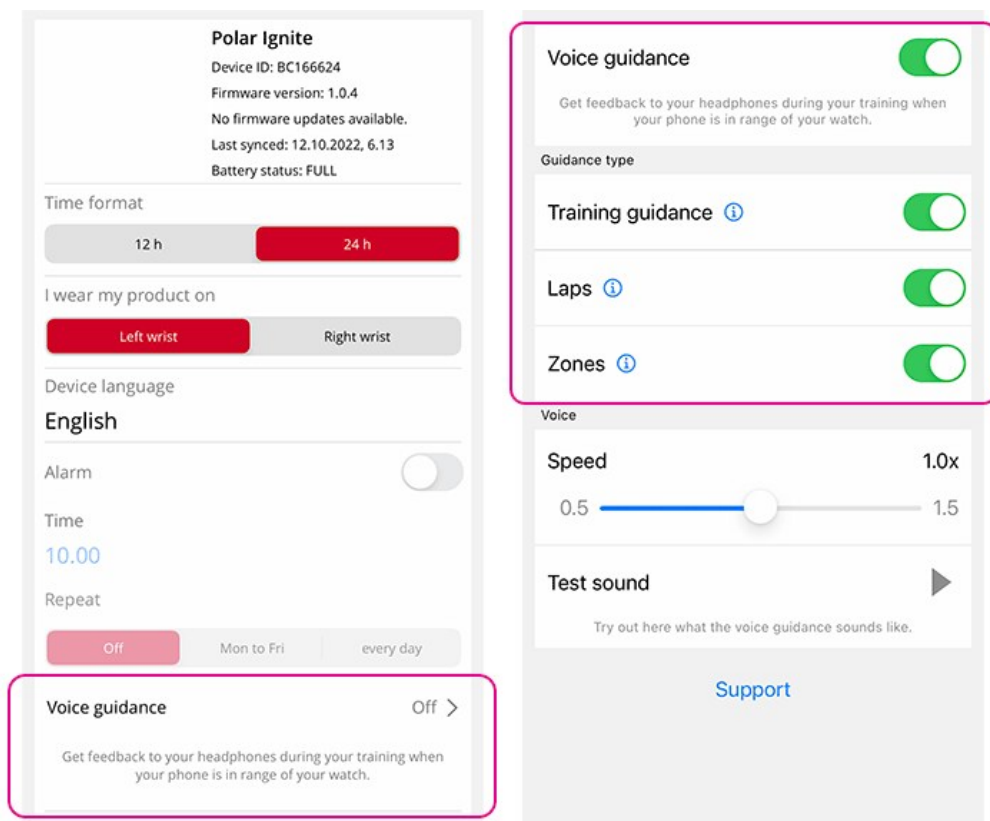 Polar Ignite
Device ID: BC166624
Firmware version: 1.0.4
No firmware updates available.
Last synced: 12.10.2022, 6.13
Battery status: FULL
Time format
12 h 24 h
I wear my product on
Left wrist Right wrist
Device language
English
Alarm
Time
10.00
Repeat
Off Mon to Fri every day
Voice guidance Off
Get feedback to your headphones during your training when
your phone is in range of your watch.
Voice guidance
Get feedback to your headphones during your training when
your phone is in range of your watch.
Guidance type
Training guidance
Laps
Zones
Voice
Speed 1.0x
0.5 1.5
Test sound
Try out here what the voice guidance sounds like.
Support